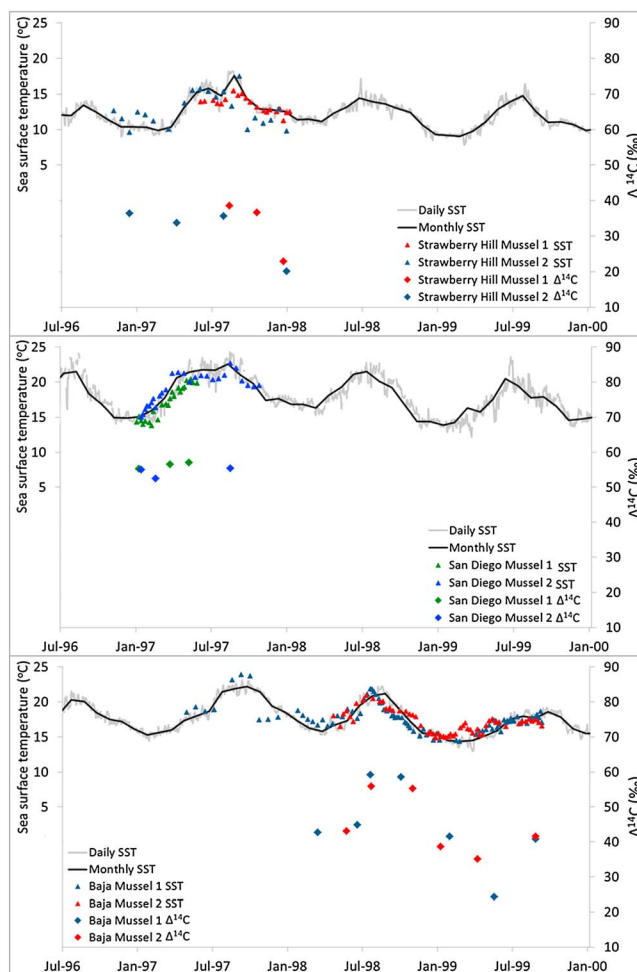 Sea surface temperature (°C)
25
20
15
10
5
90
80
70
60
50
40
30
20
10
Δ 14C (‰)
Daily SST
Monthly SST
Strawberry Hill Mussel 1 SST
Strawberry Hill Mussel 2 SST
Strawberry Hill Mussel 1 Δ¹⁴C
Strawberry Hill Mussel 2 Δ¹⁴C
Jul-96 Jan-97 Jul-97 Jan-98 Jul-98 Jan-99 Jul-99 Jan-00
Sea surface temperature (°C)
25
20
15
10
5
90
80
70
60
50
40
30
20
10
Δ¹⁴C (‰)
Daily SST
Monthly SST
San Diego Mussel 1 SST
San Diego Mussel 2 SST
San Diego Mussel 1 Δ¹⁴C
San Diego Mussel 2 Δ¹⁴C
Jul-96 Jan-97 Jul-97 Jan-98 Jul-98 Jan-99 Jul-99 Jan-00
Sea surface temperature (°C)
25
20
15
10
5
90
80
70
60
50
40
30
20
10
Δ¹⁴C (‰)
Daily SST
Monthly SST
Baja Mussel 1 SST
Baja Mussel 2 SST
Baja Mussel 1 Δ¹⁴C
Baja Mussel 2 Δ¹⁴C
Jul-96 Jan-97 Jul-97 Jan-98 Jul-98 Jan-99 Jul-99 Jan-00